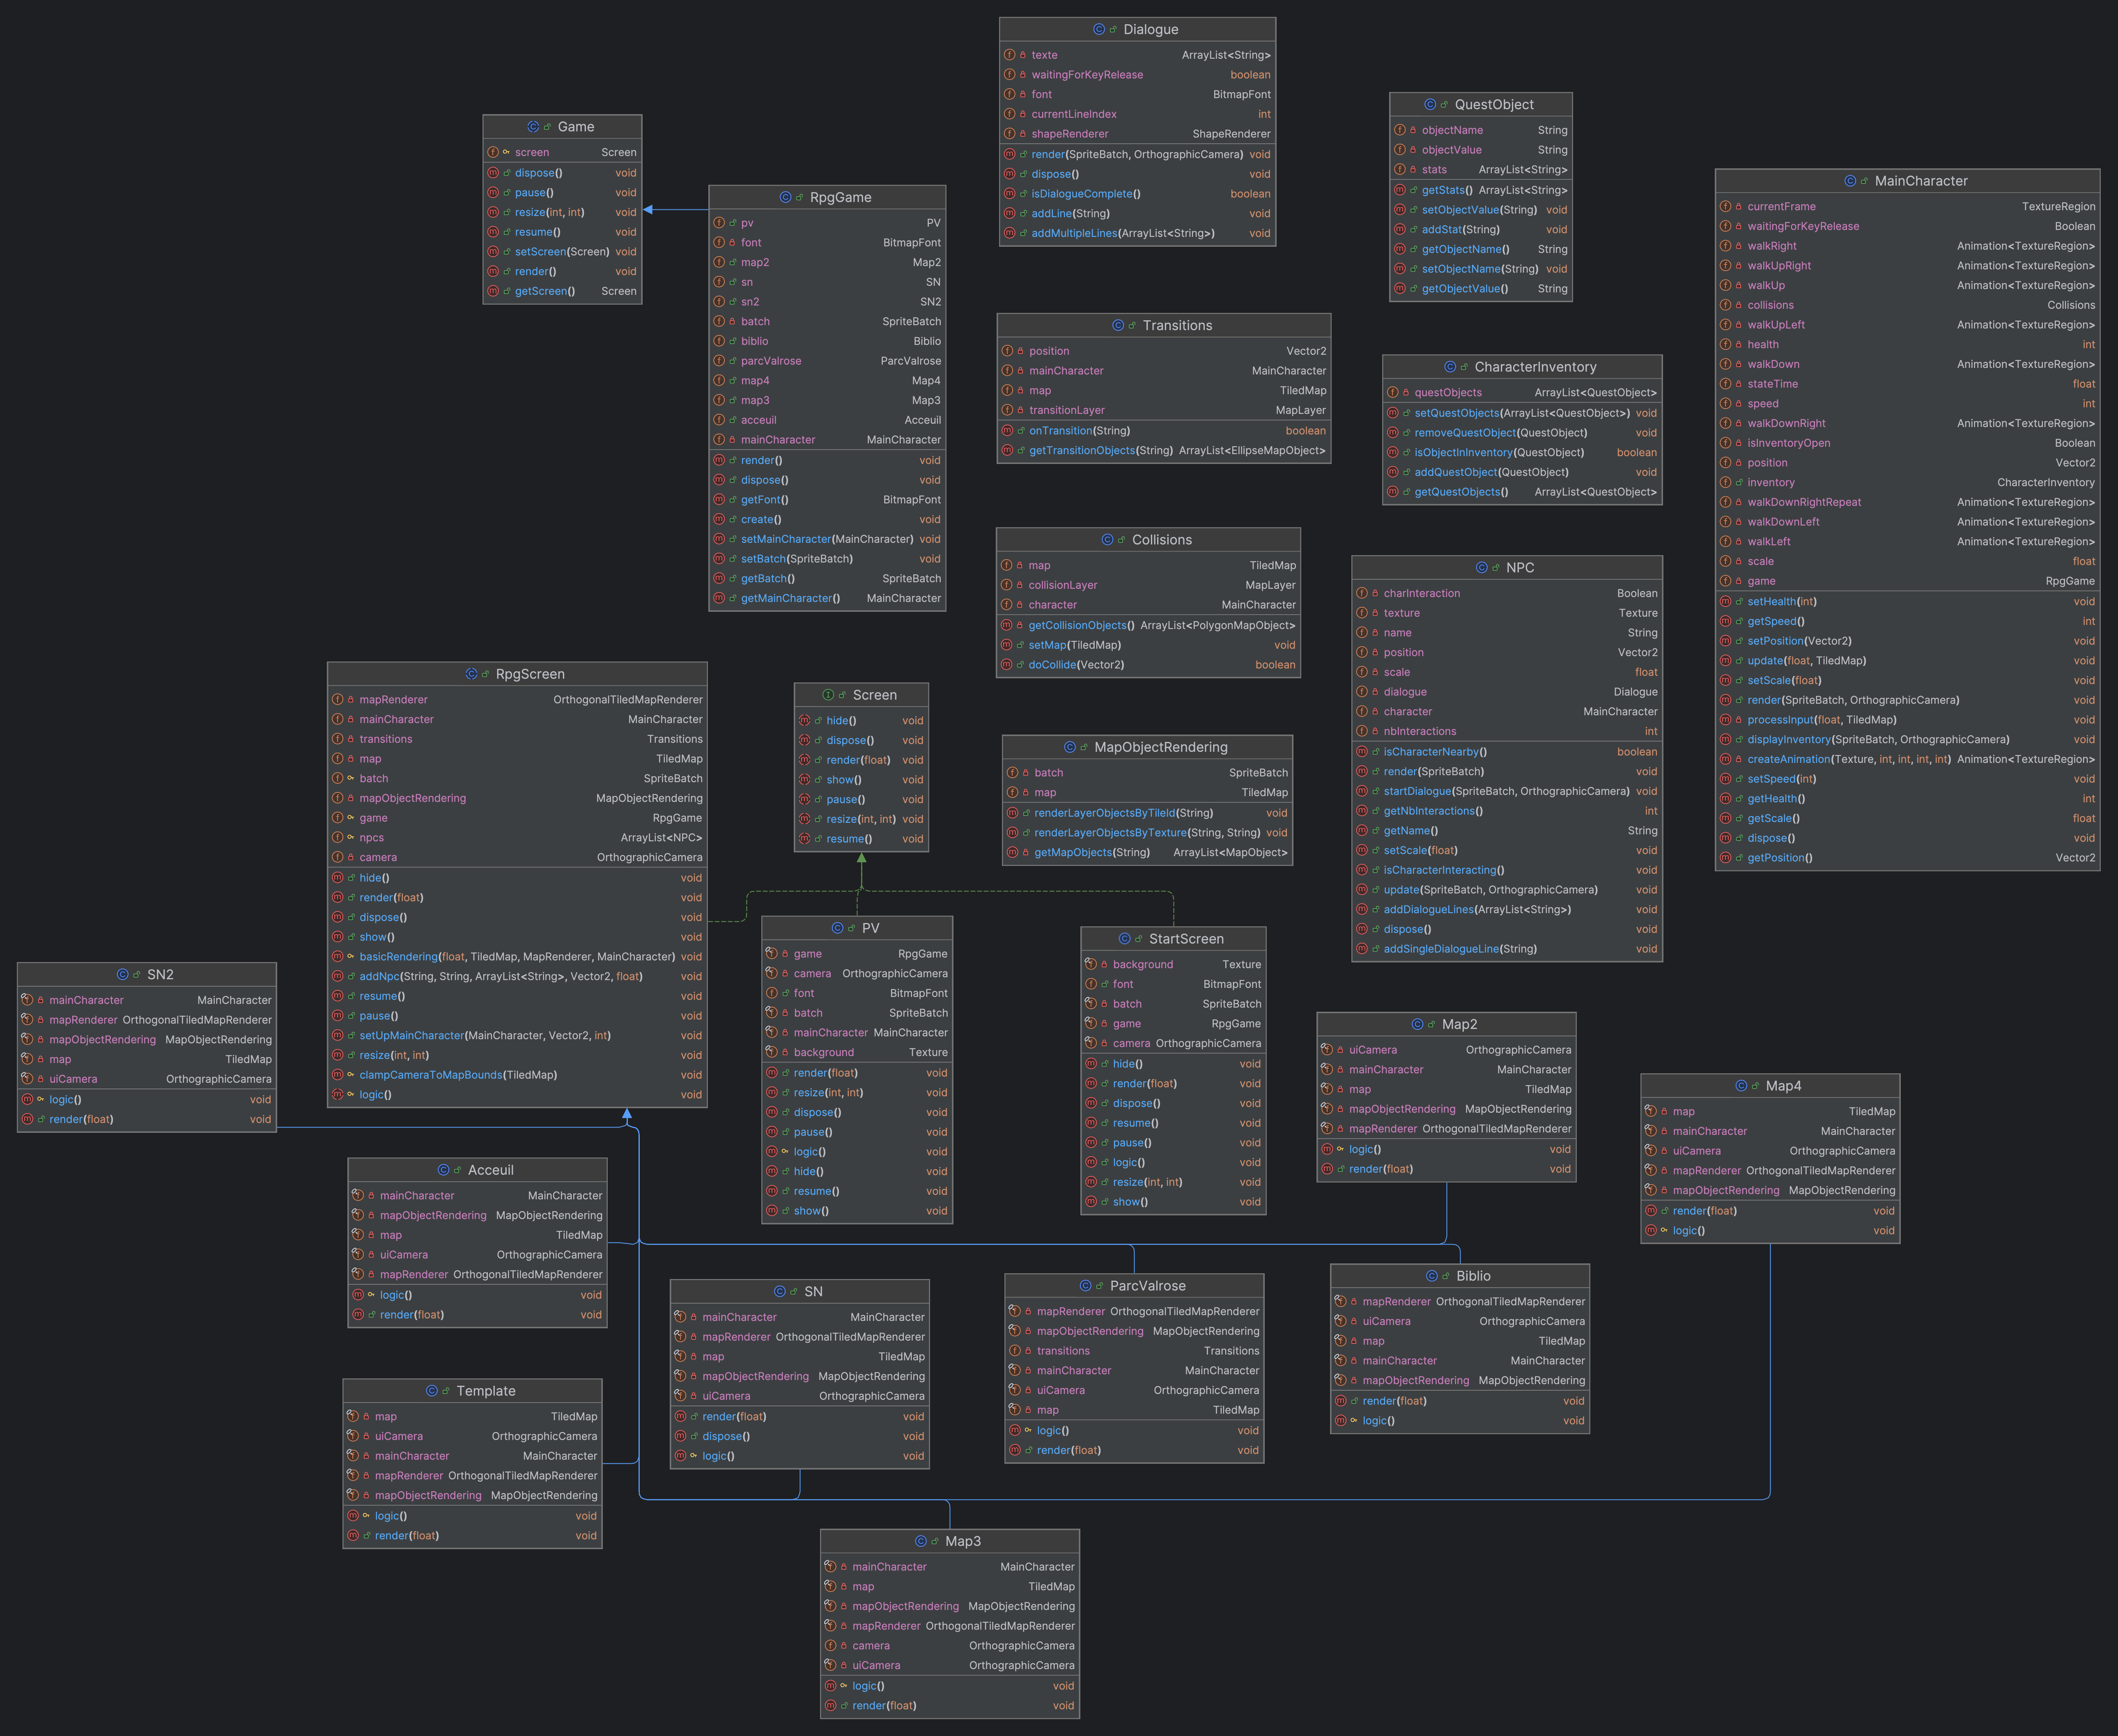 Dialogue
texte ArrayList<String>
waitingForKeyRelease boolean
font BitmapFont
currentLineIndex int
shapeRenderer ShapeRenderer
render(SpriteBatch, OrthographicCamera) void
dispose() void
isDialogueComplete() boolean
addLine(String) void
addMultipleLines(ArrayList<String>) void
QuestObject
objectName String
objectValue String
stats ArrayList<String>
getStats() ArrayList<String>
setObjectValue(String) void
addStat(String) void
getObjectName() String
setObjectName(String) void
getObjectValue() String
Game
screen Screen
dispose() void
pause() void
resize(int, int) void
resume() void
setScreen(Screen) void
render() void
getScreen() Screen
RpgGame
pv PV
font BitmapFont
map2 Map2
sn SN
sn2 SN2
batch SpriteBatch
biblio Biblio
parcValrose ParcValrose
map4 Map4
map3 Map3
acceuil Acceuil
mainCharacter MainCharacter
render() void
dispose() void
getFont() BitmapFont
create() void
setMainCharacter(MainCharacter) void
setBatch(SpriteBatch) void
getBatch() SpriteBatch
getMainCharacter() MainCharacter
MainCharacter
currentFrame TextureRegion
waitingForKeyRelease Boolean
walkRight Animation<TextureRegion>
walkUpRight Animation<TextureRegion>
walkUp Animation<TextureRegion>
collisions Collisions
walkUpLeft Animation<TextureRegion>
health int
walkDown Animation<TextureRegion>
stateTime float
speed int
walkDownRight Animation<TextureRegion>
isInventoryOpen Boolean
position Vector2
inventory CharacterInventory
walkDownRightRepeat Animation<TextureRegion>
walkDownLeft Animation<TextureRegion>
walkLeft Animation<TextureRegion>
scale float
game RpgGame
setHealth(int) void
getSpeed() int
setPosition(Vector2) void
update(float, TiledMap) void
setScale(float) void
render(SpriteBatch, OrthographicCamera) void
processInput(float, TiledMap) void
displayInventory(SpriteBatch, OrthographicCamera) void
createAnimation(Texture, int, int, int, int) Animation<TextureRegion>
setSpeed(int) void
getHealth() int
getScale() float
dispose() void
getPosition() Vector2
Transitions
position Vector2
mainCharacter MainCharacter
map TiledMap
transitionLayer MapLayer
onTransition(String) boolean
getTransitionObjects(String) ArrayList<EllipseMapObject>
CharacterInventory
questObjects ArrayList<QuestObject>
setQuestObjects(ArrayList<QuestObject>) void
removeQuestObject(QuestObject) void
isObjectInInventory(QuestObject) boolean
addQuestObject(QuestObject) void
getQuestObjects() ArrayList<QuestObject>
Collisions
map TiledMap
collisionLayer MapLayer
character MainCharacter
getCollisionObjects() ArrayList<PolygonMapObject>
setMap(TiledMap) void
doCollide(Vector2) boolean
NPC
charInteraction Boolean
texture Texture
name String
position Vector2
scale float
dialogue Dialogue
character MainCharacter
nbInteractions int
isCharacterNearby() boolean
render(SpriteBatch) void
startDialogue(SpriteBatch, OrthographicCamera) void
getNbInteractions() int
getName() String
setScale(float) void
isCharacterInteracting() void
update(SpriteBatch, OrthographicCamera) void
addDialogueLines(ArrayList<String>) void
dispose() void
addSingleDialogueLine(String) void
RpgScreen
mapRenderer OrthogonalTiledMapRenderer
mainCharacter MainCharacter
transitions Transitions
map TiledMap
batch SpriteBatch
mapObjectRendering MapObjectRendering
game RpgGame
npcs ArrayList<NPC>
camera OrthographicCamera
hide() void
render(float) void
dispose() void
show() void
basicRendering(float, TiledMap, MapRenderer, MainCharacter) void
addNpc(String, String, ArrayList<String>, Vector2, float) void
resume() void
pause() void
setUpMainCharacter(MainCharacter, Vector2, int) void
resize(int, int) void
clampCameraToMapBounds(TiledMap) void
logic() void
Screen
hide() void
dispose() void
render(float) void
show() void
pause() void
resize(int, int) void
resume() void
MapObjectRendering
batch SpriteBatch
map TiledMap
renderLayerObjectsByTileId(String) void
renderLayerObjectsByTexture(String, String) void
getMapObjects(String) ArrayList<MapObject>
PV
game RpgGame
camera OrthographicCamera
font BitmapFont
batch SpriteBatch
mainCharacter MainCharacter
background Texture
render(float) void
resize(int, int) void
dispose() void
pause() void
logic() void
hide() void
resume() void
show() void
StartScreen
background Texture
font BitmapFont
batch SpriteBatch
game RpgGame
camera OrthographicCamera
hide() void
render(float) void
dispose() void
resume() void
pause() void
logic() void
resize(int, int) void
show() void
SN2
mainCharacter MainCharacter
mapRenderer OrthogonalTiledMapRenderer
mapObjectRendering MapObjectRendering
map TiledMap
uiCamera OrthographicCamera
logic() void
render(float) void
Map2
uiCamera OrthographicCamera
mainCharacter MainCharacter
map TiledMap
mapObjectRendering MapObjectRendering
mapRenderer OrthogonalTiledMapRenderer
logic() void
render(float) void
Map4
map TiledMap
mainCharacter MainCharacter
uiCamera OrthographicCamera
mapRenderer OrthogonalTiledMapRenderer
mapObjectRendering MapObjectRendering
render(float) void
logic() void
Acceuil
mainCharacter MainCharacter
mapObjectRendering MapObjectRendering
map TiledMap
uiCamera OrthographicCamera
mapRenderer OrthogonalTiledMapRenderer
logic() void
render(float) void
SN
mainCharacter MainCharacter
mapRenderer OrthogonalTiledMapRenderer
map TiledMap
mapObjectRendering MapObjectRendering
uiCamera OrthographicCamera
render(float) void
dispose() void
logic() void
ParcValrose
mapRenderer OrthogonalTiledMapRenderer
mapObjectRendering MapObjectRendering
transitions Transitions
mainCharacter MainCharacter
uiCamera OrthographicCamera
map TiledMap
logic() void
render(float) void
Biblio
mapRenderer OrthogonalTiledMapRenderer
uiCamera OrthographicCamera
map TiledMap
mainCharacter MainCharacter
mapObjectRendering MapObjectRendering
render(float) void
logic() void
Template
map TiledMap
uiCamera OrthographicCamera
mainCharacter MainCharacter
mapRenderer OrthogonalTiledMapRenderer
mapObjectRendering MapObjectRendering
logic() void
render(float) void
Map3
mainCharacter MainCharacter
map TiledMap
mapObjectRendering MapObjectRendering
mapRenderer OrthogonalTiledMapRenderer
camera OrthographicCamera
uiCamera OrthographicCamera
logic() void
render(float) void